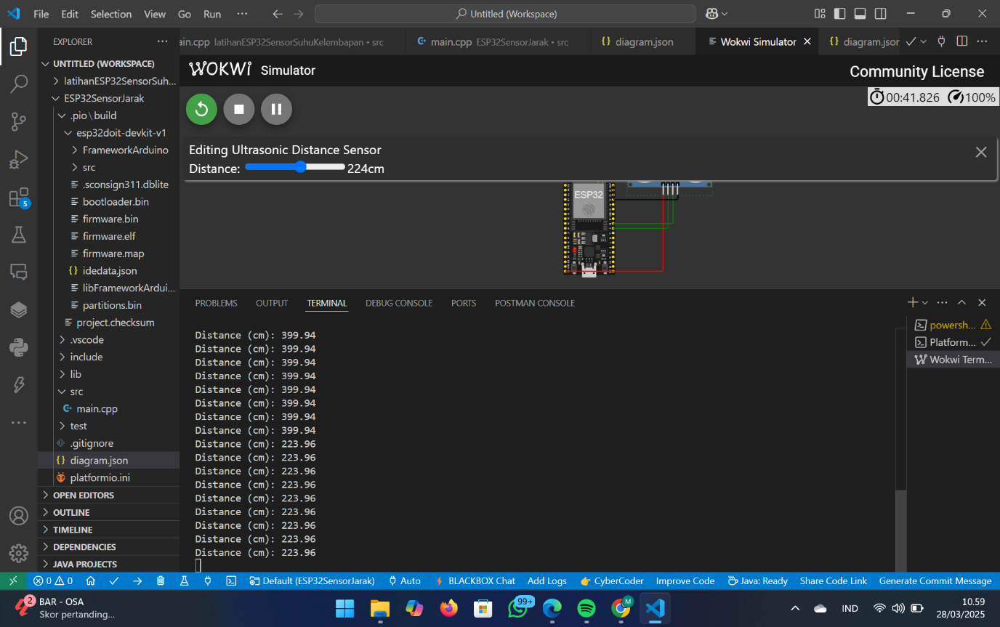 File Edit Selection View Go Run ··· Untitled (Workspace)
EXPLORER ···
ain.cpp latihanESP32SensorSuhuKelembapan • src main.cpp ESP32SensorJarak • src {} diagram.json Wokwi Simulator {} diagram.jsor
UNTITLED (WORKSPACE)
latihanESP32SensorSuh...
ESP32SensorJarak
.pio\build
esp32doit-devkit-v1
FrameworkArduino
src
.sconsign311.dblite
bootloader.bin
firmware.bin
firmware.elf
firmware.map
{} idedata.json
libFrameworkArdui...
partitions.bin
project.checksum
.vscode
include
lib
src
main.cpp
test
.gitignore
{} diagram.json
platformio.ini
OPEN EDITORS
OUTLINE
TIMELINE
DEPENDENCIES
JAVA PROJECTS
5
WOKWi Simulator
Community License
00:41.826 100%
Editing Ultrasonic Distance Sensor
Distance: 224cm
ESP32
PROBLEMS OUTPUT TERMINAL DEBUG CONSOLE PORTS POSTMAN CONSOLE
Distance (cm): 399.94
Distance (cm): 399.94
Distance (cm): 399.94
Distance (cm): 399.94
Distance (cm): 399.94
Distance (cm): 399.94
Distance (cm): 399.94
Distance (cm): 399.94
Distance (cm): 223.96
Distance (cm): 223.96
Distance (cm): 223.96
Distance (cm): 223.96
Distance (cm): 223.96
Distance (cm): 223.96
Distance (cm): 223.96
Distance (cm): 223.96
Distance (cm): 223.96
powersh...
Platform...
Wokwi Term...
0 0 Default (ESP32SensorJarak) Auto BLACKBOX Chat Add Logs CyberCoder Improve Code Java: Ready Share Code Link Generate Commit Message
2 BAR - OSA
Skor pertanding...
99+
M
IND
10.59
28/03/2025